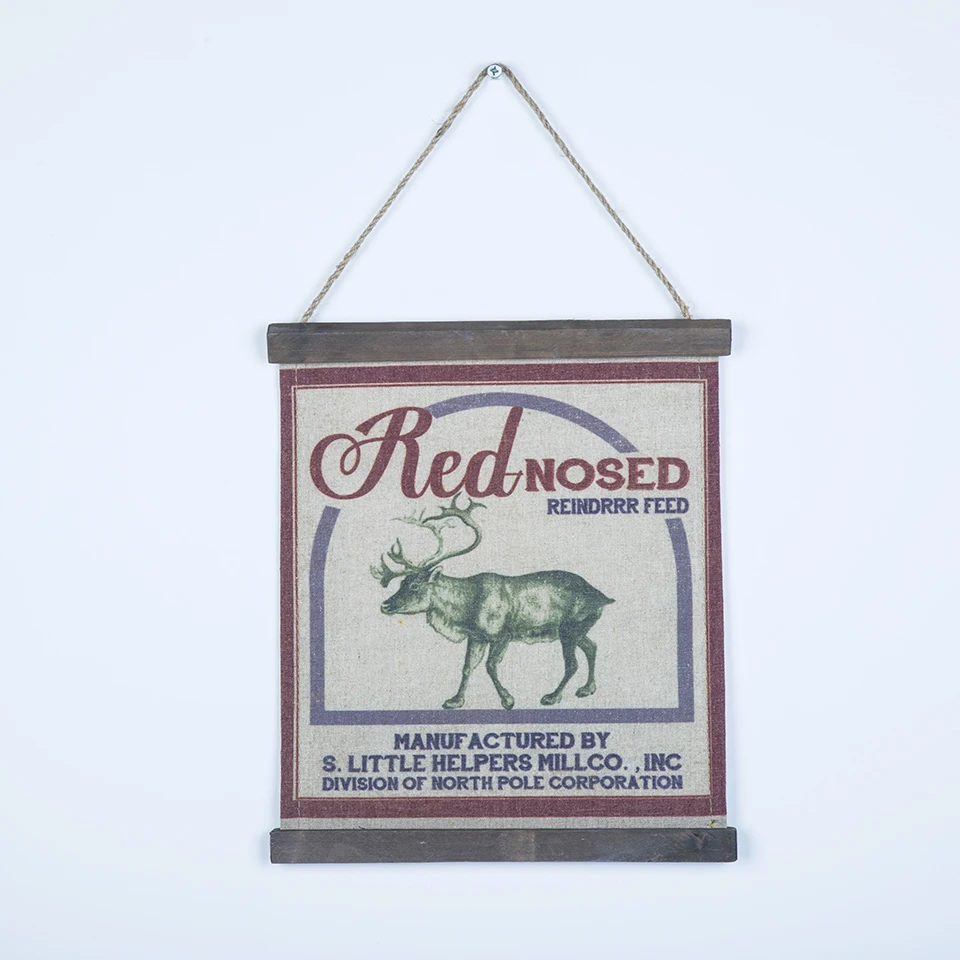 Red NOSED
REINDRRR FEED
MANUFACTURED BY
S. LITTLE HELPERS MILLCO. , INC
DIVISION OF NORTH POLE CORPORATION